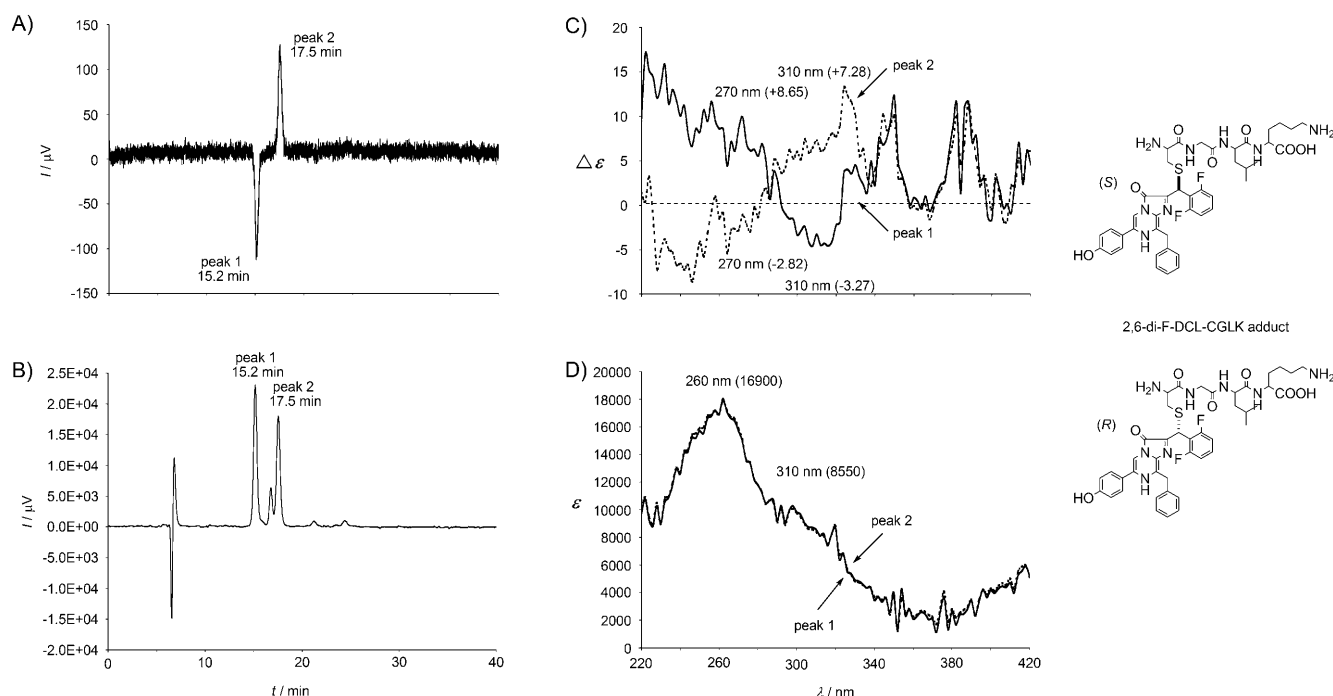 A)
I / µV
150
100
50
0
-50
-100
-150
peak 2
17.5 min
peak 1
15.2 min
B)
I / µV
2.5E+04
2.0E+04
1.5E+04
1.0E+04
5.0E+03
0.0E+00
-5.0E+03
-1.0E+04
-1.5E+04
-2.0E+04
peak 1
15.2 min
peak 2
17.5 min
0 10 20 30 40
t / min
C)
Δε
20
15
10
5
0
-5
-10
310 nm (+7.28)
peak 2
270 nm (+8.65)
peak 1
270 nm (-2.82)
310 nm (-3.27)
D)
ε
20000
18000
16000
14000
12000
10000
8000
6000
4000
2000
0
260 nm (16900)
310 nm (8550)
peak 2
peak 1
220 260 300 340 380 420
λ / nm
H2N
O
H
N
N
H
O
H
N
O
N
H
NH2
COOH
S
(S)
O
F
N
N
F
N
H
HO
2,6-di-F-DCL-CGLK adduct
H2N
O
H
N
N
H
O
H
N
O
N
H
NH2
COOH
S
(R)
O
F
N
N
F
N
H
HO